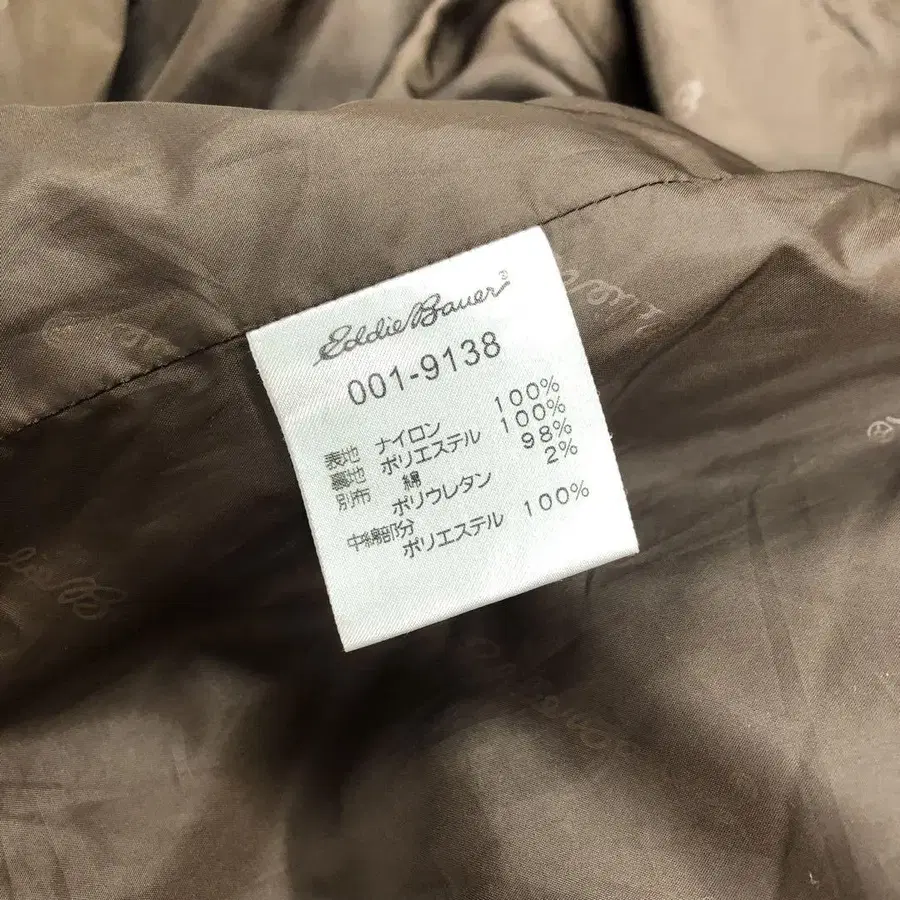 Eddie Bauer®
001-9138
表地 ナイロン 100%
裏地 ポリエステル 100%
別布 綿 98%
ポリウレタン 2%
中綿部分
ポリエステル 100%